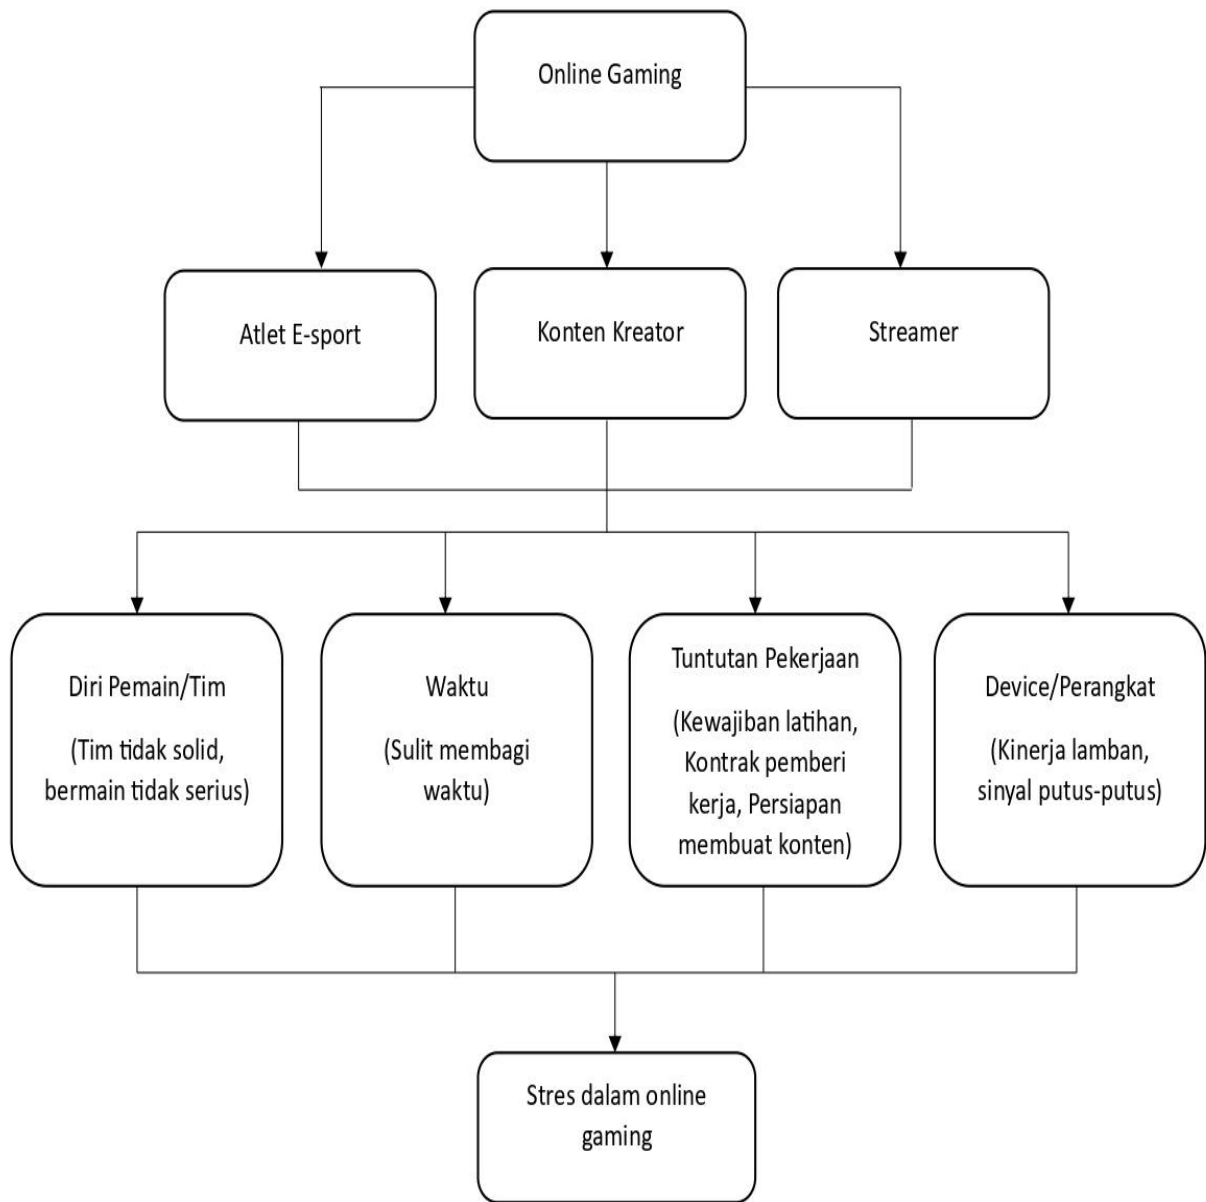 Online Gaming
Atlet E-sport
Konten Kreator
Streamer
Diri Pemain/Tim
(Tim tidak solid,
bermain tidak serius)
Waktu
(Sulit membagi
waktu)
Tuntutan Pekerjaan
(Kewajiban latihan,
Kontrak pemberi
kerja, Persiapan
membuat konten)
Device/Perangkat
(Kinerja lamban,
sinyal putus-putus)
Stres dalam online
gaming